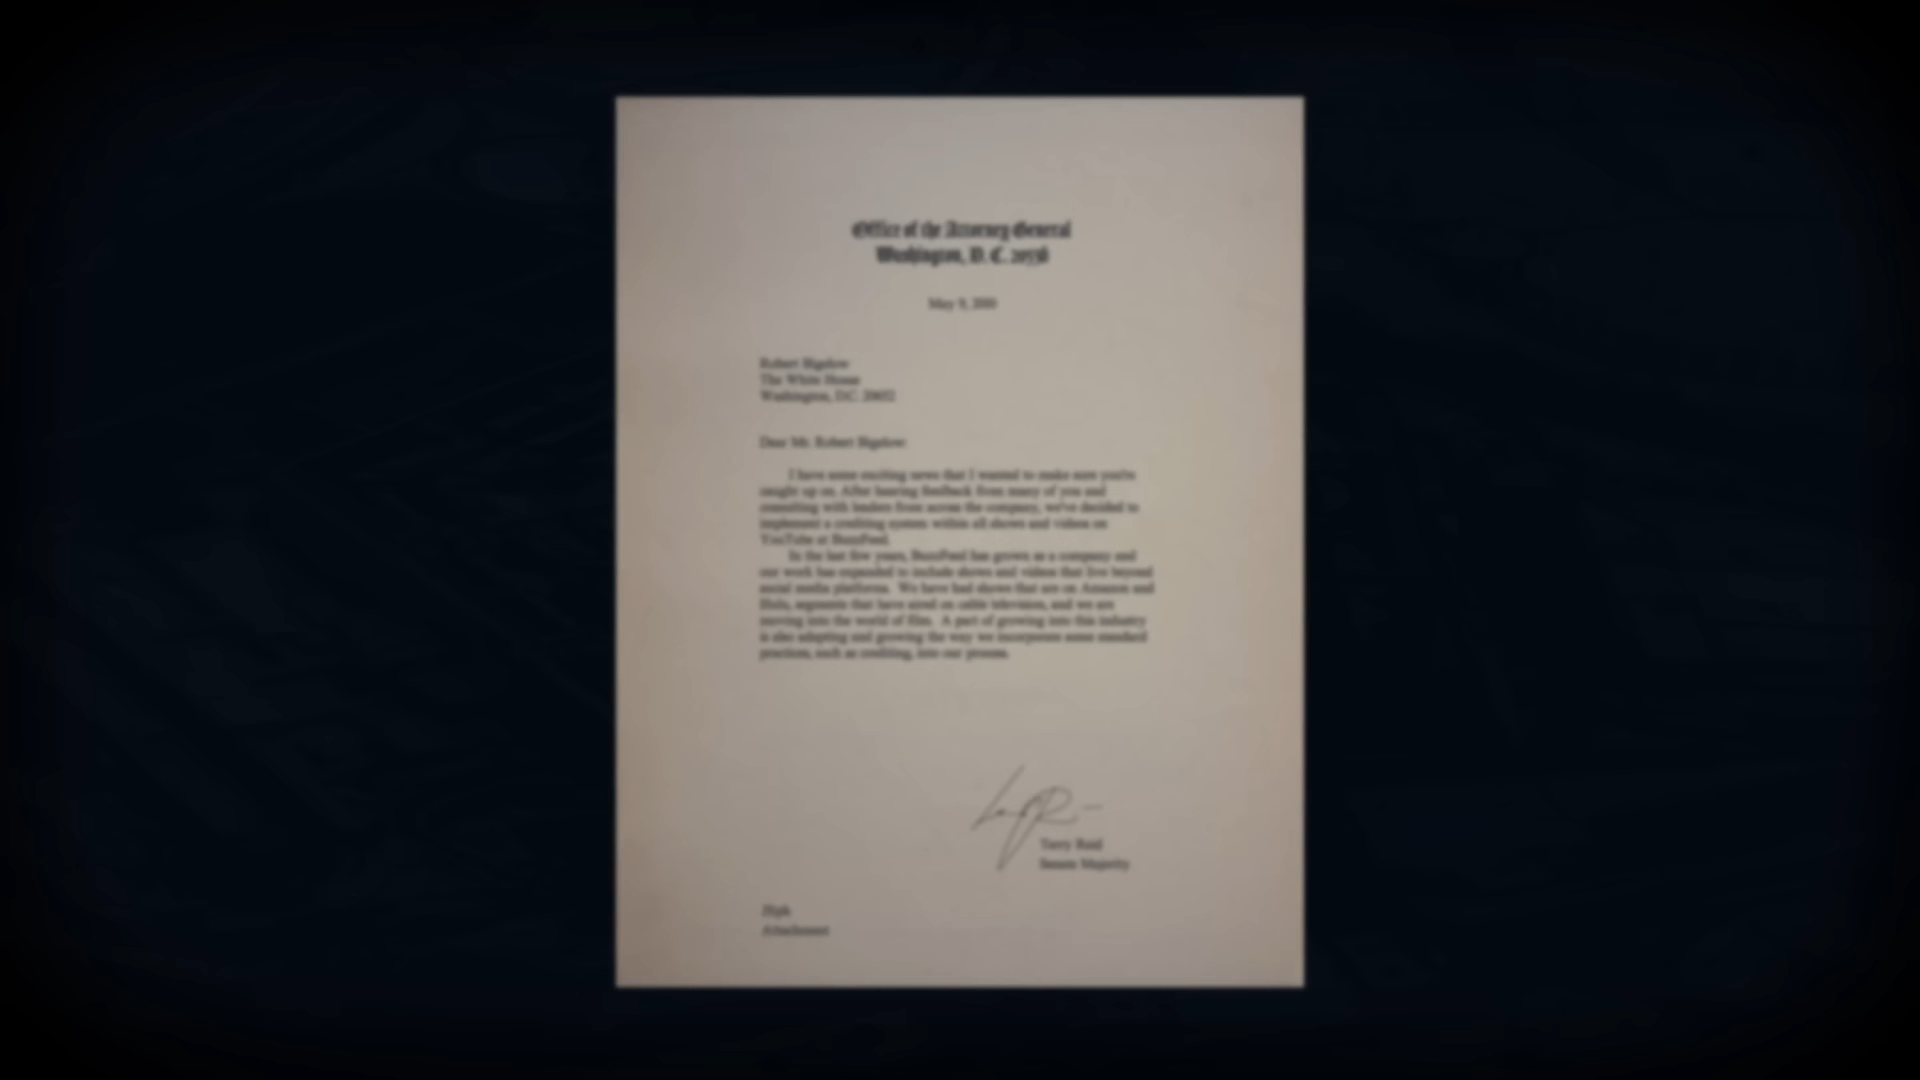 Office of the Attorney General
Washington, D. C. 20530
May 9,
Robert Bigelow
The White House
Washington, D.C. 20052
Dear Mr. Robert Bigelow:
I have some exciting news that I wanted to make sure you're
caught up on. After hearing feedback from many of you and
consulting with leaders from across the company, we've decided to
implement a crediting system within all shows and videos on
YouTube at BuzzFeed.
In the last few years, BuzzFeed has grown as a company and
our work has expanded to include shows and videos that live beyond
social media platforms. We have had shows that are on Amazon and
Hulu, segments that have aired on cable television, and we are
moving into the world of film. A part of growing into this industry
is also adapting and growing the way we incorporate some standard
practices, such as crediting, into our process.
Terry Reid
Senate Majority
Attachment